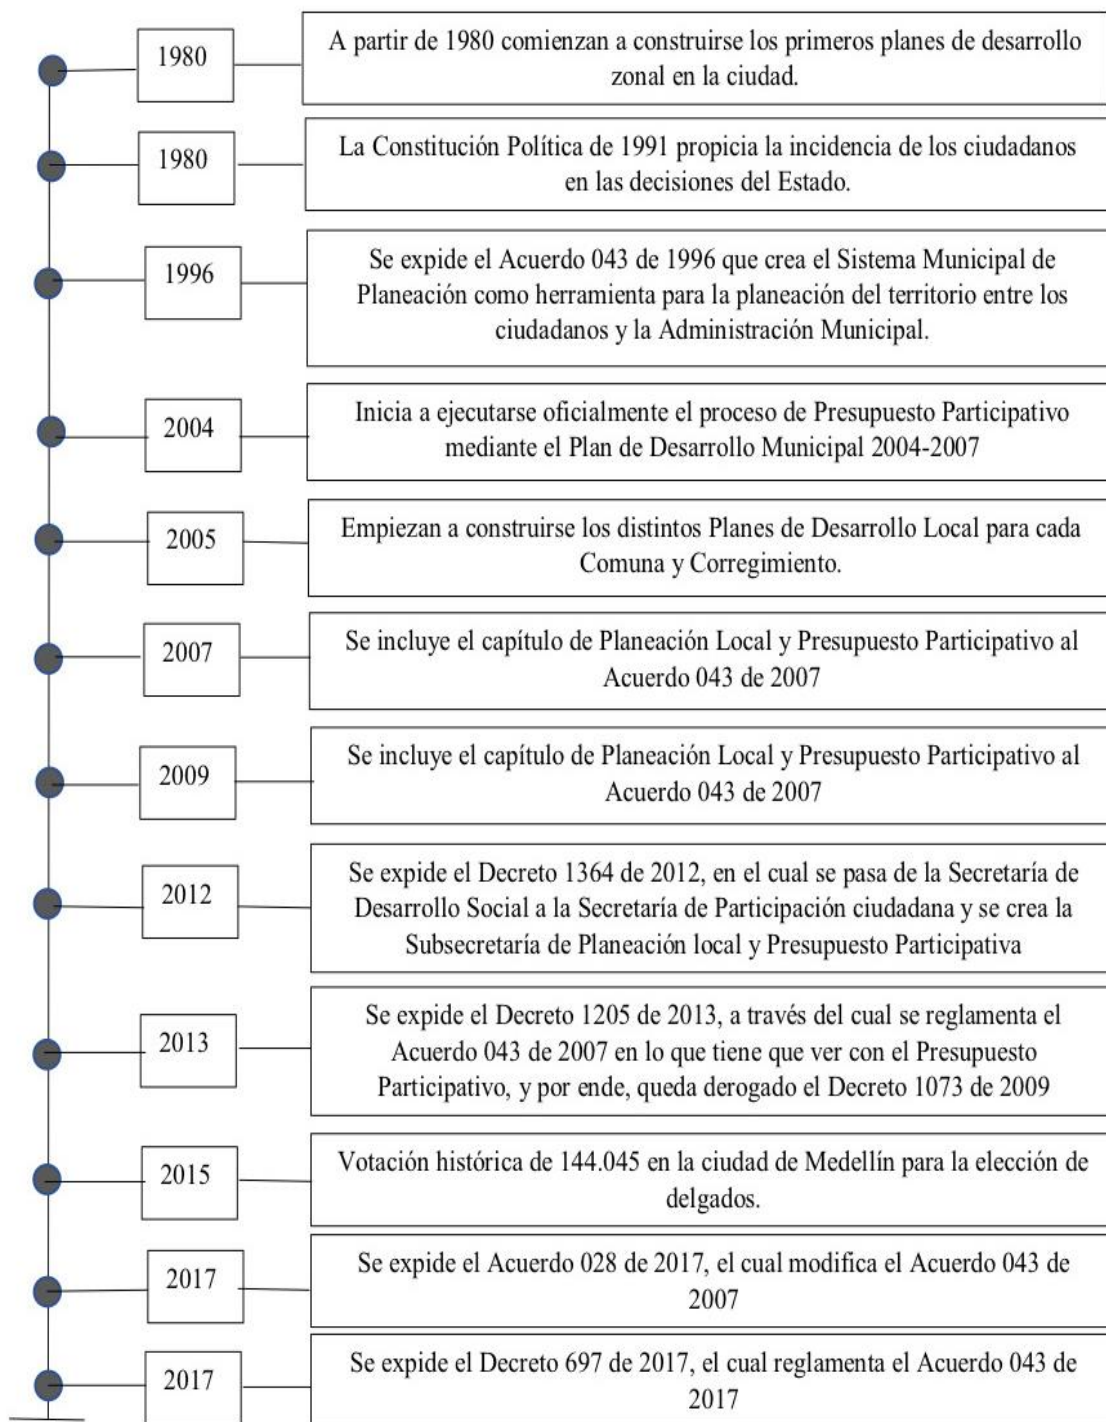 1980
A partir de 1980 comienzan a construirse los primeros planes de desarrollo
zonal en la ciudad.
1980
La Constitución Política de 1991 propicia la incidencia de los ciudadanos
en las decisiones del Estado.
1996
Se expide el Acuerdo 043 de 1996 que crea el Sistema Municipal de
Planeación como herramienta para la planeación del territorio entre los
ciudadanos y la Administración Municipal.
2004
Inicia a ejecutarse oficialmente el proceso de Presupuesto Participativo
mediante el Plan de Desarrollo Municipal 2004-2007
2005
Empiezan a construirse los distintos Planes de Desarrollo Local para cada
Comuna y Corregimiento.
2007
Se incluye el capítulo de Planeación Local y Presupuesto Participativo al
Acuerdo 043 de 2007
2009
Se incluye el capítulo de Planeación Local y Presupuesto Participativo al
Acuerdo 043 de 2007
2012
Se expide el Decreto 1364 de 2012, en el cual se pasa de la Secretaría de
Desarrollo Social a la Secretaría de Participación ciudadana y se crea la
Subsecretaría de Planeación local y Presupuesto Participativa
2013
Se expide el Decreto 1205 de 2013, a través del cual se reglamenta el
Acuerdo 043 de 2007 en lo que tiene que ver con el Presupuesto
Participativo, y por ende, queda derogado el Decreto 1073 de 2009
2015
Votación histórica de 144.045 en la ciudad de Medellín para la elección de
delgados.
2017
Se expide el Acuerdo 028 de 2017, el cual modifica el Acuerdo 043 de
2007
2017
Se expide el Decreto 697 de 2017, el cual reglamenta el Acuerdo 043 de
2017